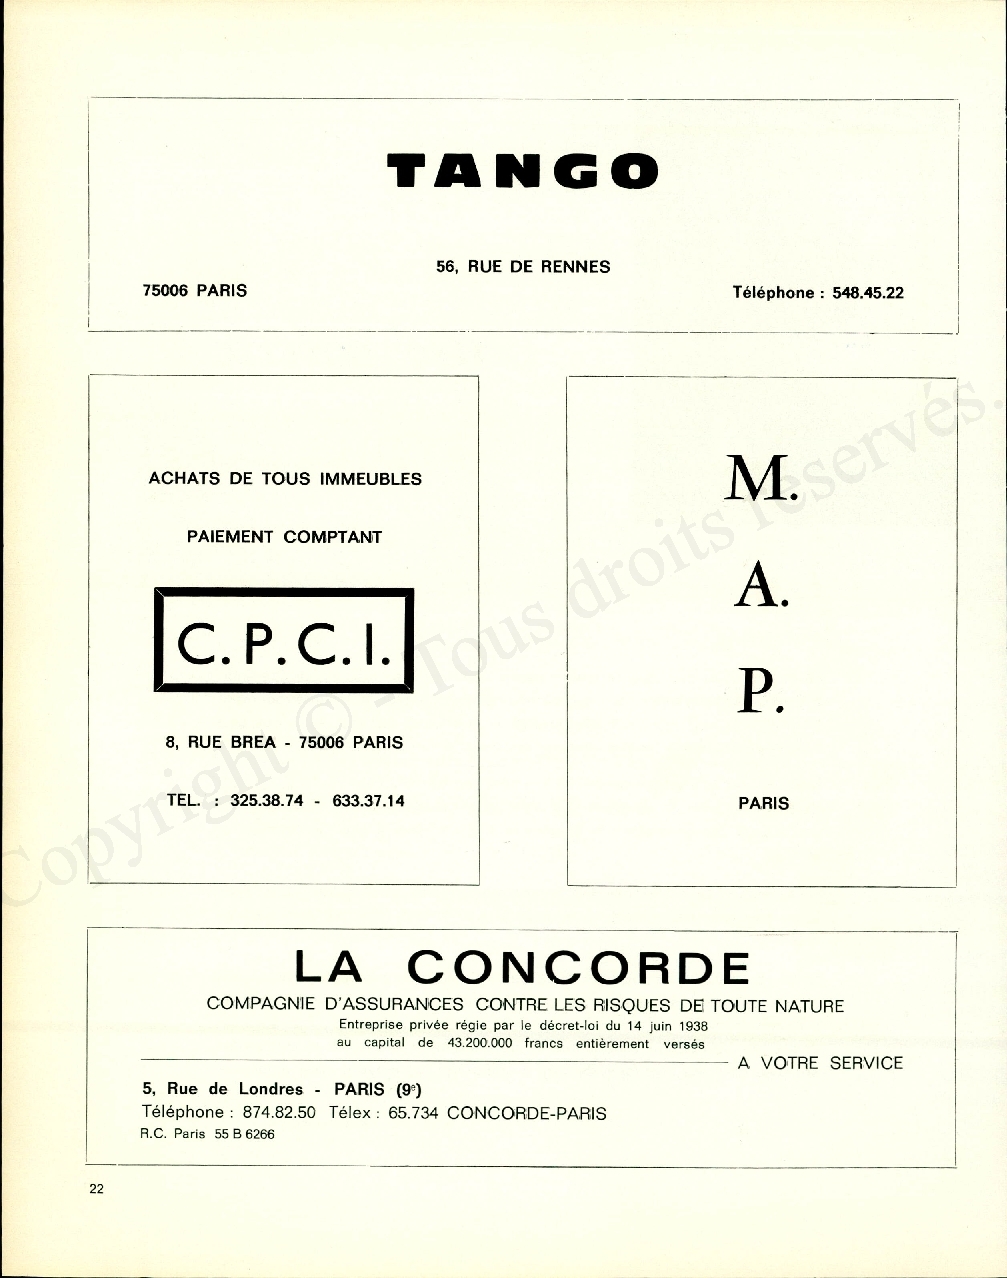 TANGO
56, RUE DE RENNES
75006 PARIS
Téléphone : 548.45.22
ACHATS DE TOUS IMMEUBLES
PAIEMENT COMPTANT
C.P.C.I.
8, RUE BREA - 75006 PARIS
TEL. : 325.38.74 - 633.37.14
M.
A.
P.
PARIS
LA CONCORDE
COMPAGNIE D'ASSURANCES CONTRE LES RISQUES DE TOUTE NATURE
Entreprise privée régie par le décret-loi du 14 juin 1938
au capital de 43.200.000 francs entièrement versés
A VOTRE SERVICE
5, Rue de Londres - PARIS (9e)
Téléphone : 874.82.50 Télex : 65.734 CONCORDE-PARIS
R.C. Paris 55 B 6266
22
Copyright © - Tous droits réservés.